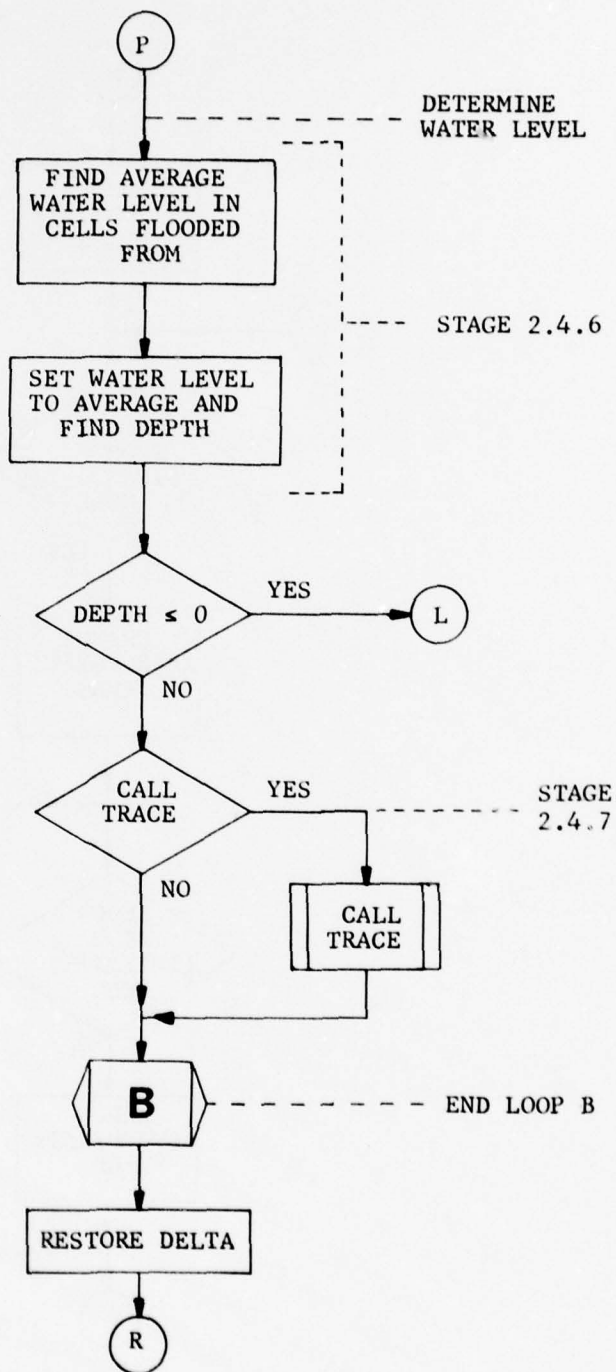 P
DETERMINE
WATER LEVEL
FIND AVERAGE
WATER LEVEL IN
CELLS FLOODED
FROM
STAGE 2.4.6
SET WATER LEVEL
TO AVERAGE AND
FIND DEPTH
DEPTH ≤ 0
YES
L
NO
CALL
TRACE
YES
STAGE
2.4.7
NO
CALL
TRACE
B
END LOOP B
RESTORE DELTA
R